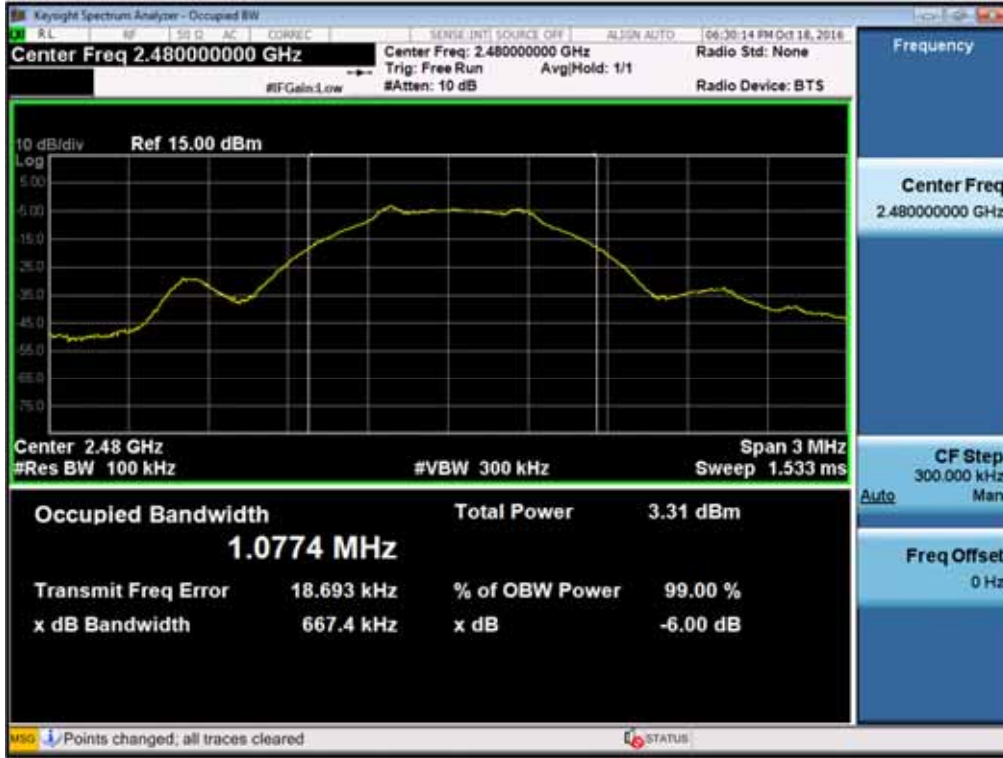 Keysight Spectrum Analyzer - Occupied BW
RL RF 50 Ω AC CORREC SENSE:INT SOURCE OFF ALIGN AUTO 06:30:14 PM Oct 18, 2016
Center Freq 2.480000000 GHz
Center Freq: 2.480000000 GHz
Radio Std: None
Trig: Free Run Avg|Hold: 1/1
#IFGain:Low
#Atten: 10 dB
Radio Device: BTS
10 dB/div Ref 15.00 dBm
Log
5.00
-5.00
-15.0
-25.0
-35.0
-45.0
-55.0
-65.0
-75.0
Center 2.48 GHz
Span 3 MHz
#Res BW 100 kHz
#VBW 300 kHz
Sweep 1.533 ms
Occupied Bandwidth
Total Power 3.31 dBm
1.0774 MHz
Transmit Freq Error 18.693 kHz
% of OBW Power 99.00 %
x dB Bandwidth 667.4 kHz
x dB -6.00 dB
MSG Points changed; all traces cleared
STATUS
Frequency
Center Freq
2.480000000 GHz
CF Step
300.000 kHz
Auto Man
Freq Offset
0 Hz